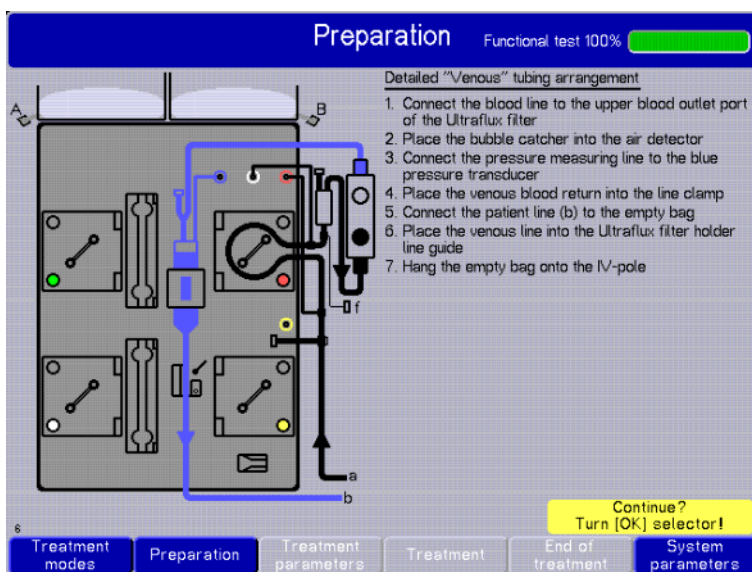 Preparation
Functional test 100%
Detailed "Venous" tubing arrangement
1. Connect the blood line to the upper blood outlet port
of the Ultraflux filter
2. Place the bubble catcher into the air detector
3. Connect the pressure measuring line to the blue
pressure transducer
4. Place the venous blood return into the line clamp
5. Connect the patient line (b) to the empty bag
6. Place the venous line into the Ultraflux filter holder
line guide
7. Hang the empty bag onto the IV-pole
A
B
f
a
b
Continue?
Turn [OK] selector!
6
Treatment
modes
Preparation
Treatment
parameters
Treatment
End of
treatment
System
parameters